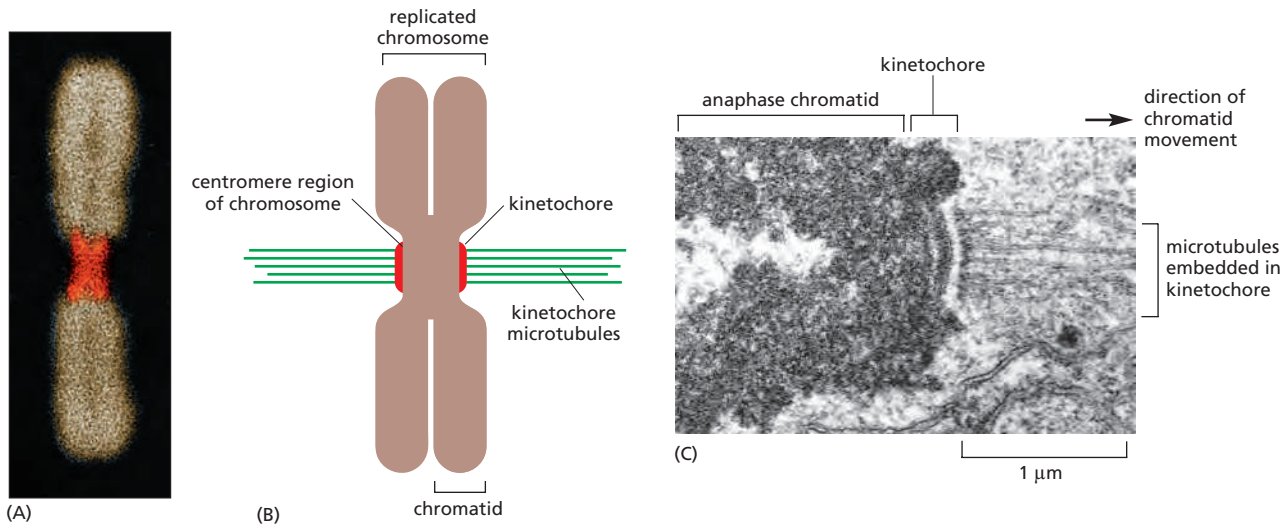 (A)
replicated
chromosome
centromere region
of chromosome
kinetochore
kinetochore
microtubules
chromatid
(B)
kinetochore
anaphase chromatid
direction of
chromatid
movement
microtubules
embedded in
kinetochore
1 μm
(C)